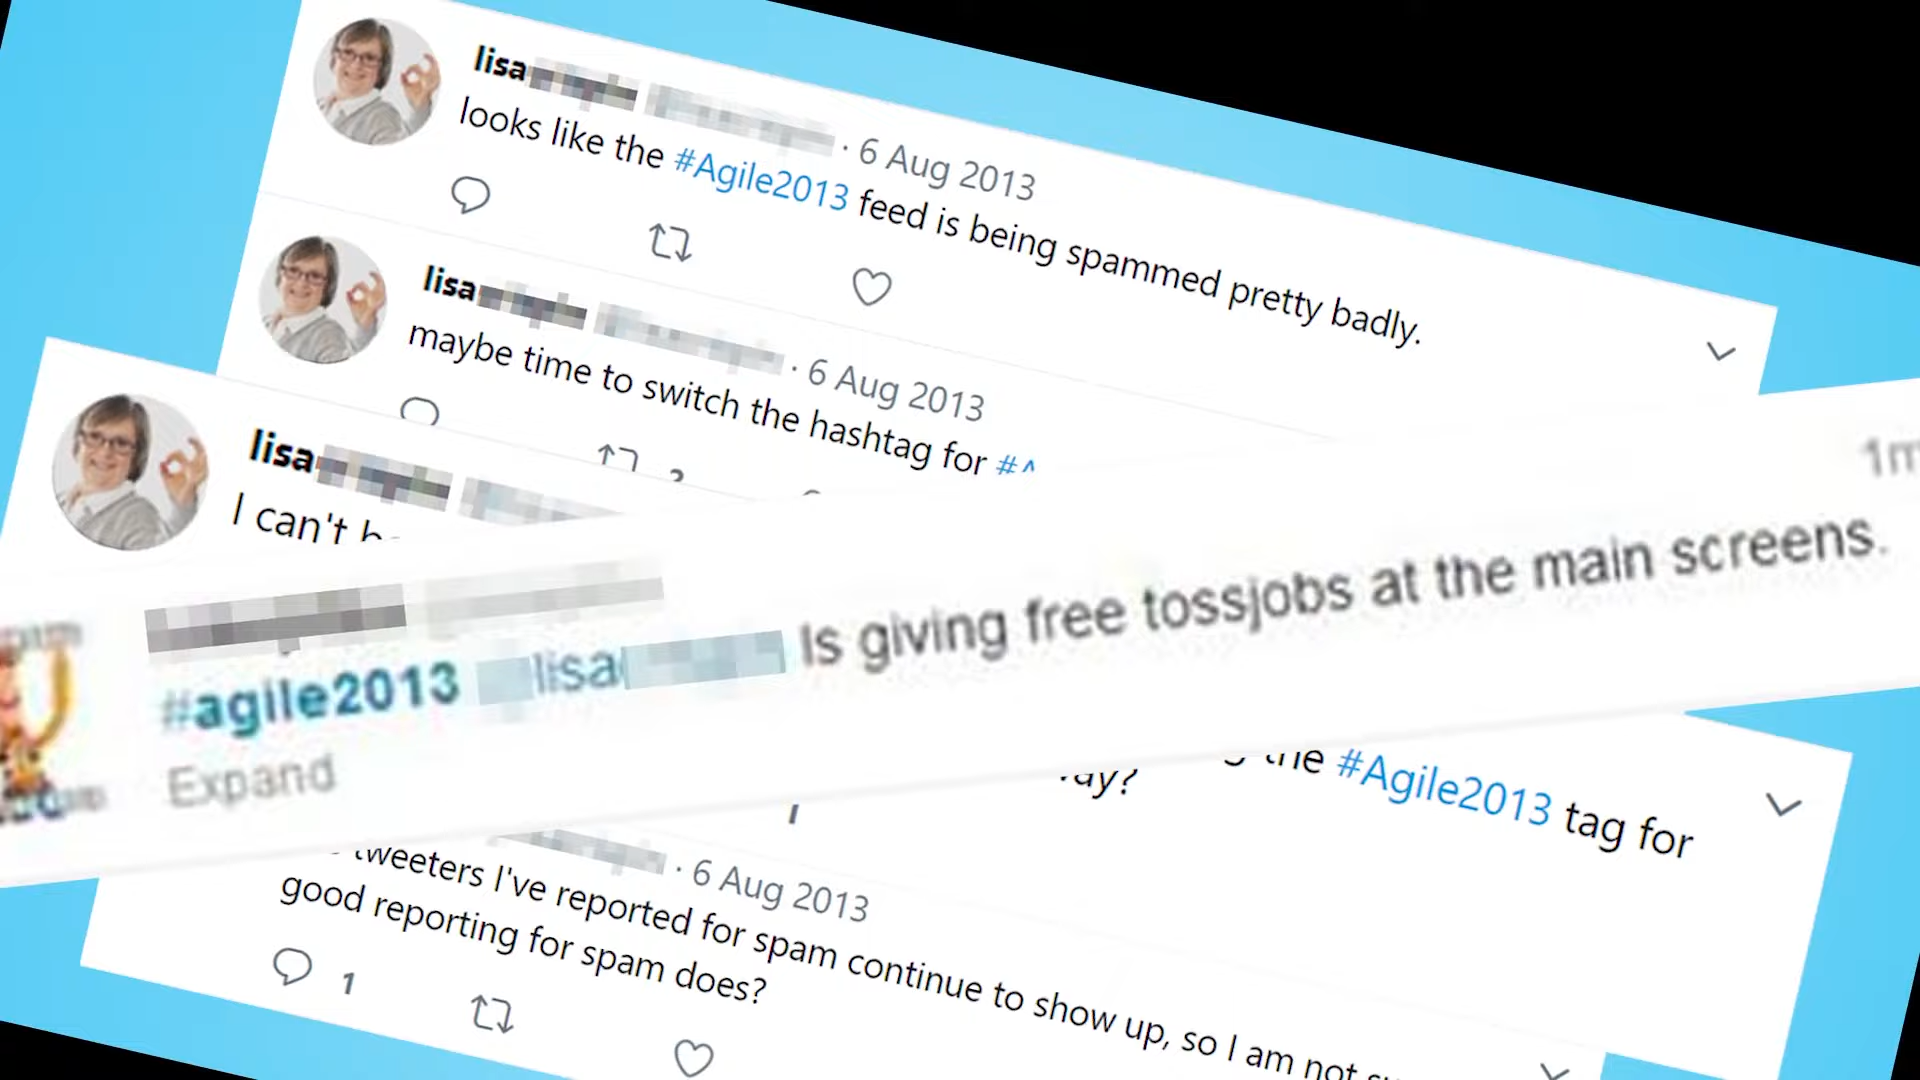 lisa · 6 Aug 2013
looks like the #Agile2013 feed is being spammed pretty badly.
lisa · 6 Aug 2013
maybe time to switch the hashtag for #
lisa
I can't
1m
#agile2013 lisa Is giving free tossjobs at the main screens.
Expand
the #Agile2013 tag for
· 6 Aug 2013
tweeters I've reported for spam continue to show up, so I am not
good reporting for spam does?
1